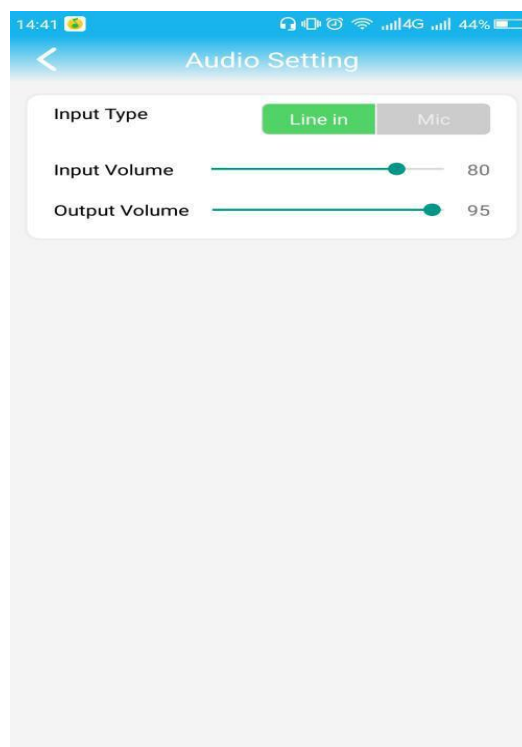 14:41 4G 44%
Audio Setting
Input Type Line in Mic
Input Volume 80
Output Volume 95